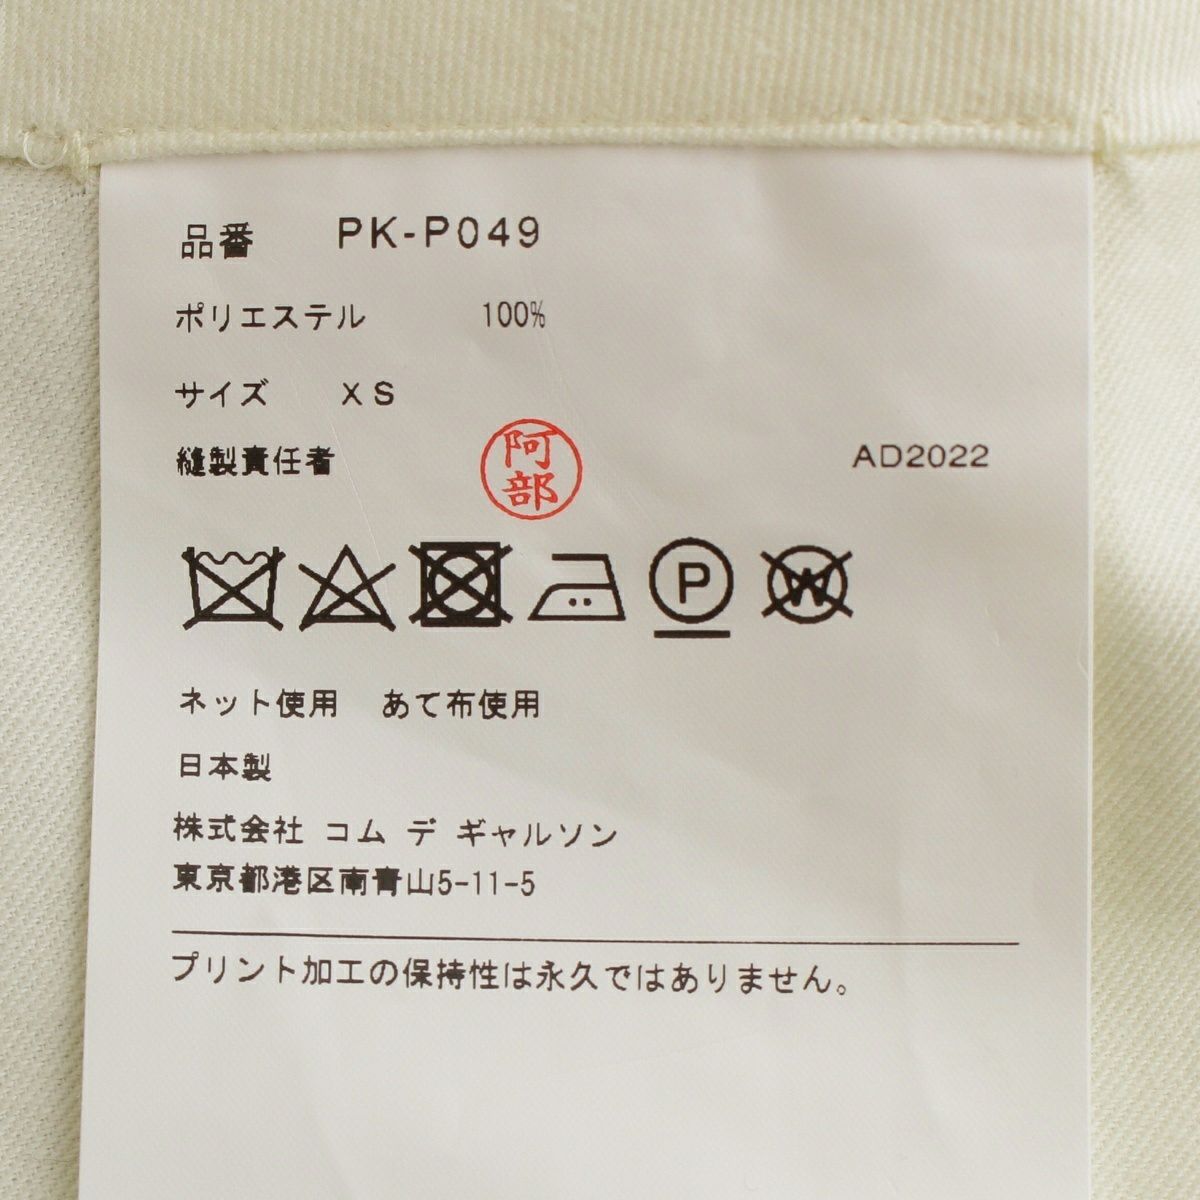 品番 PK-P049
ポリエステル 100%
サイズ XS
縫製責任者 阿部 AD2022
P W
ネット使用 あて布使用
日本製
株式会社 コム デ ギャルソン
東京都港区南青山5-11-5
プリント加工の保持性は永久ではありません。